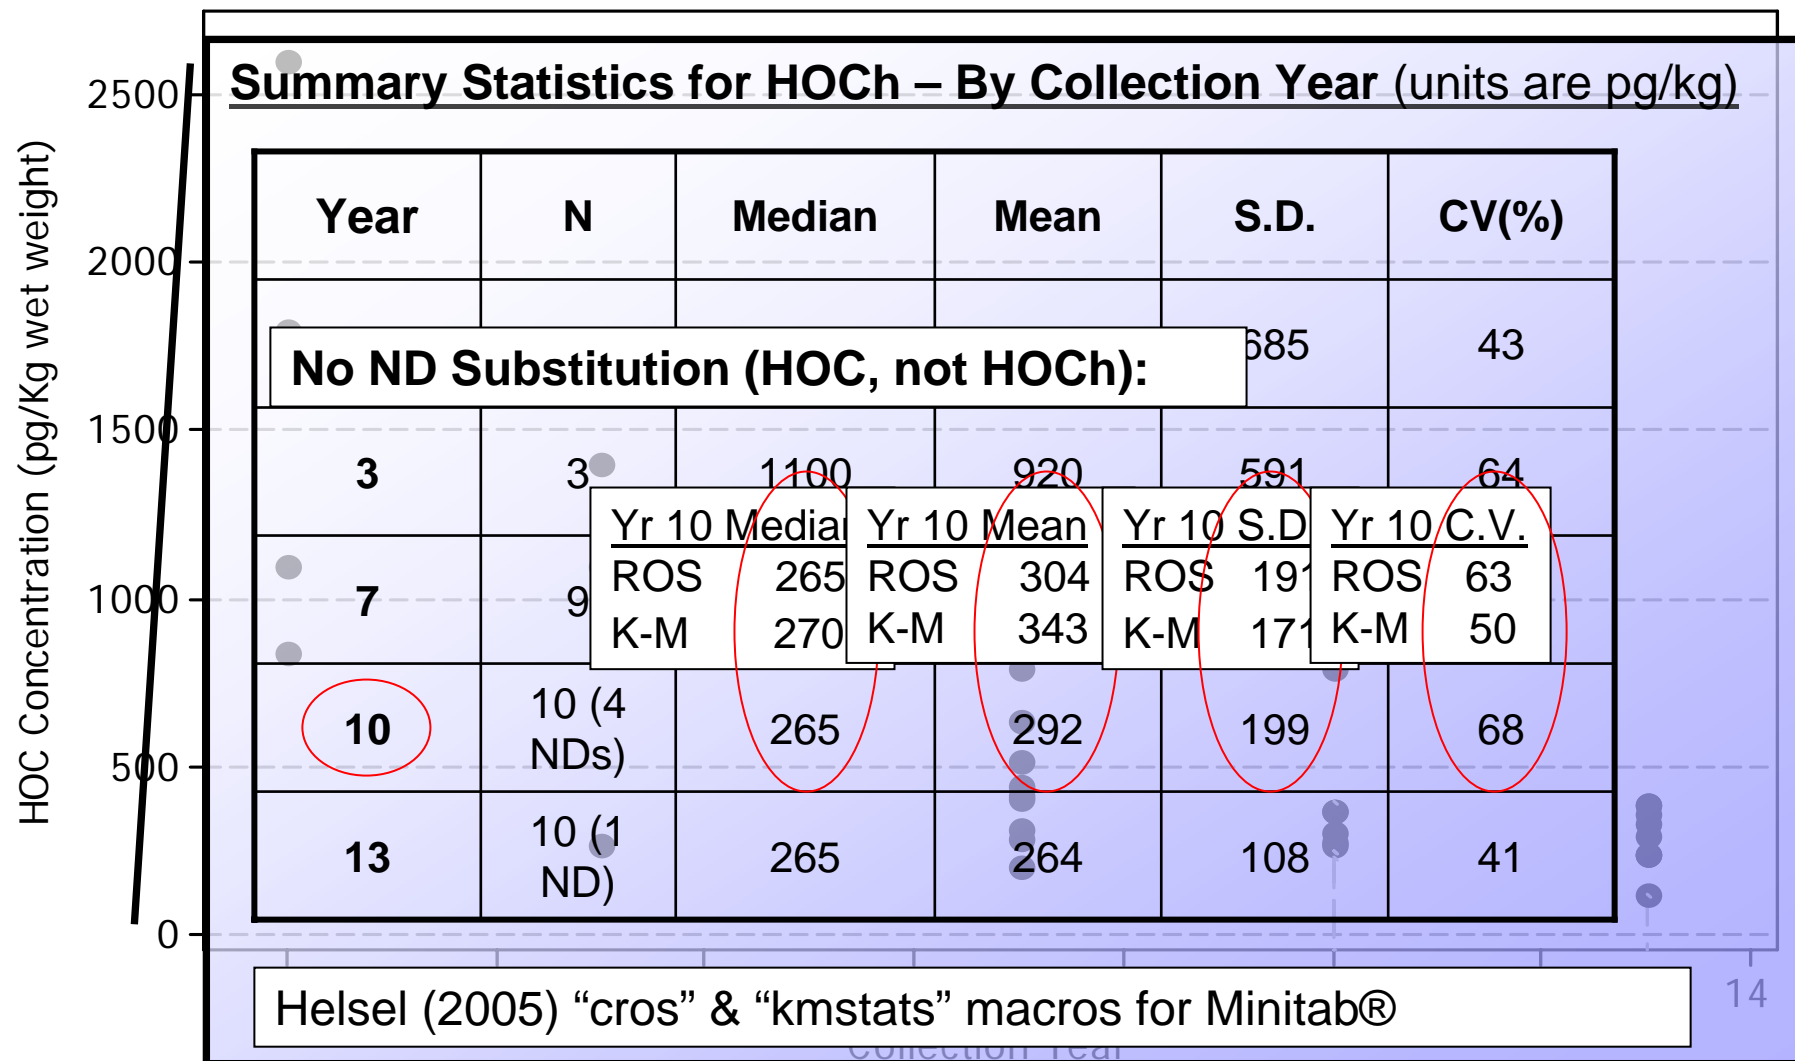 Summary Statistics for HOCh – By Collection Year (units are pg/kg)
HOC Concentration (pg/Kg wet weight)
2500
2000
1500
1000
500
0
Year N Median Mean S.D. CV(%)
685 43
No ND Substitution (HOC, not HOCh):
3 3 1100 920 591 64
7 9
Yr 10 Median
ROS 265
K-M 270
Yr 10 Mean
ROS 304
K-M 343
Yr 10 S.D.
ROS 191
K-M 171
Yr 10 C.V.
ROS 63
K-M 50
10 10 (4 NDs) 265 292 199 68
13 10 (1 ND) 265 264 108 41
14
Helsel (2005) “cros” & “kmstats” macros for Minitab®
Collection Year